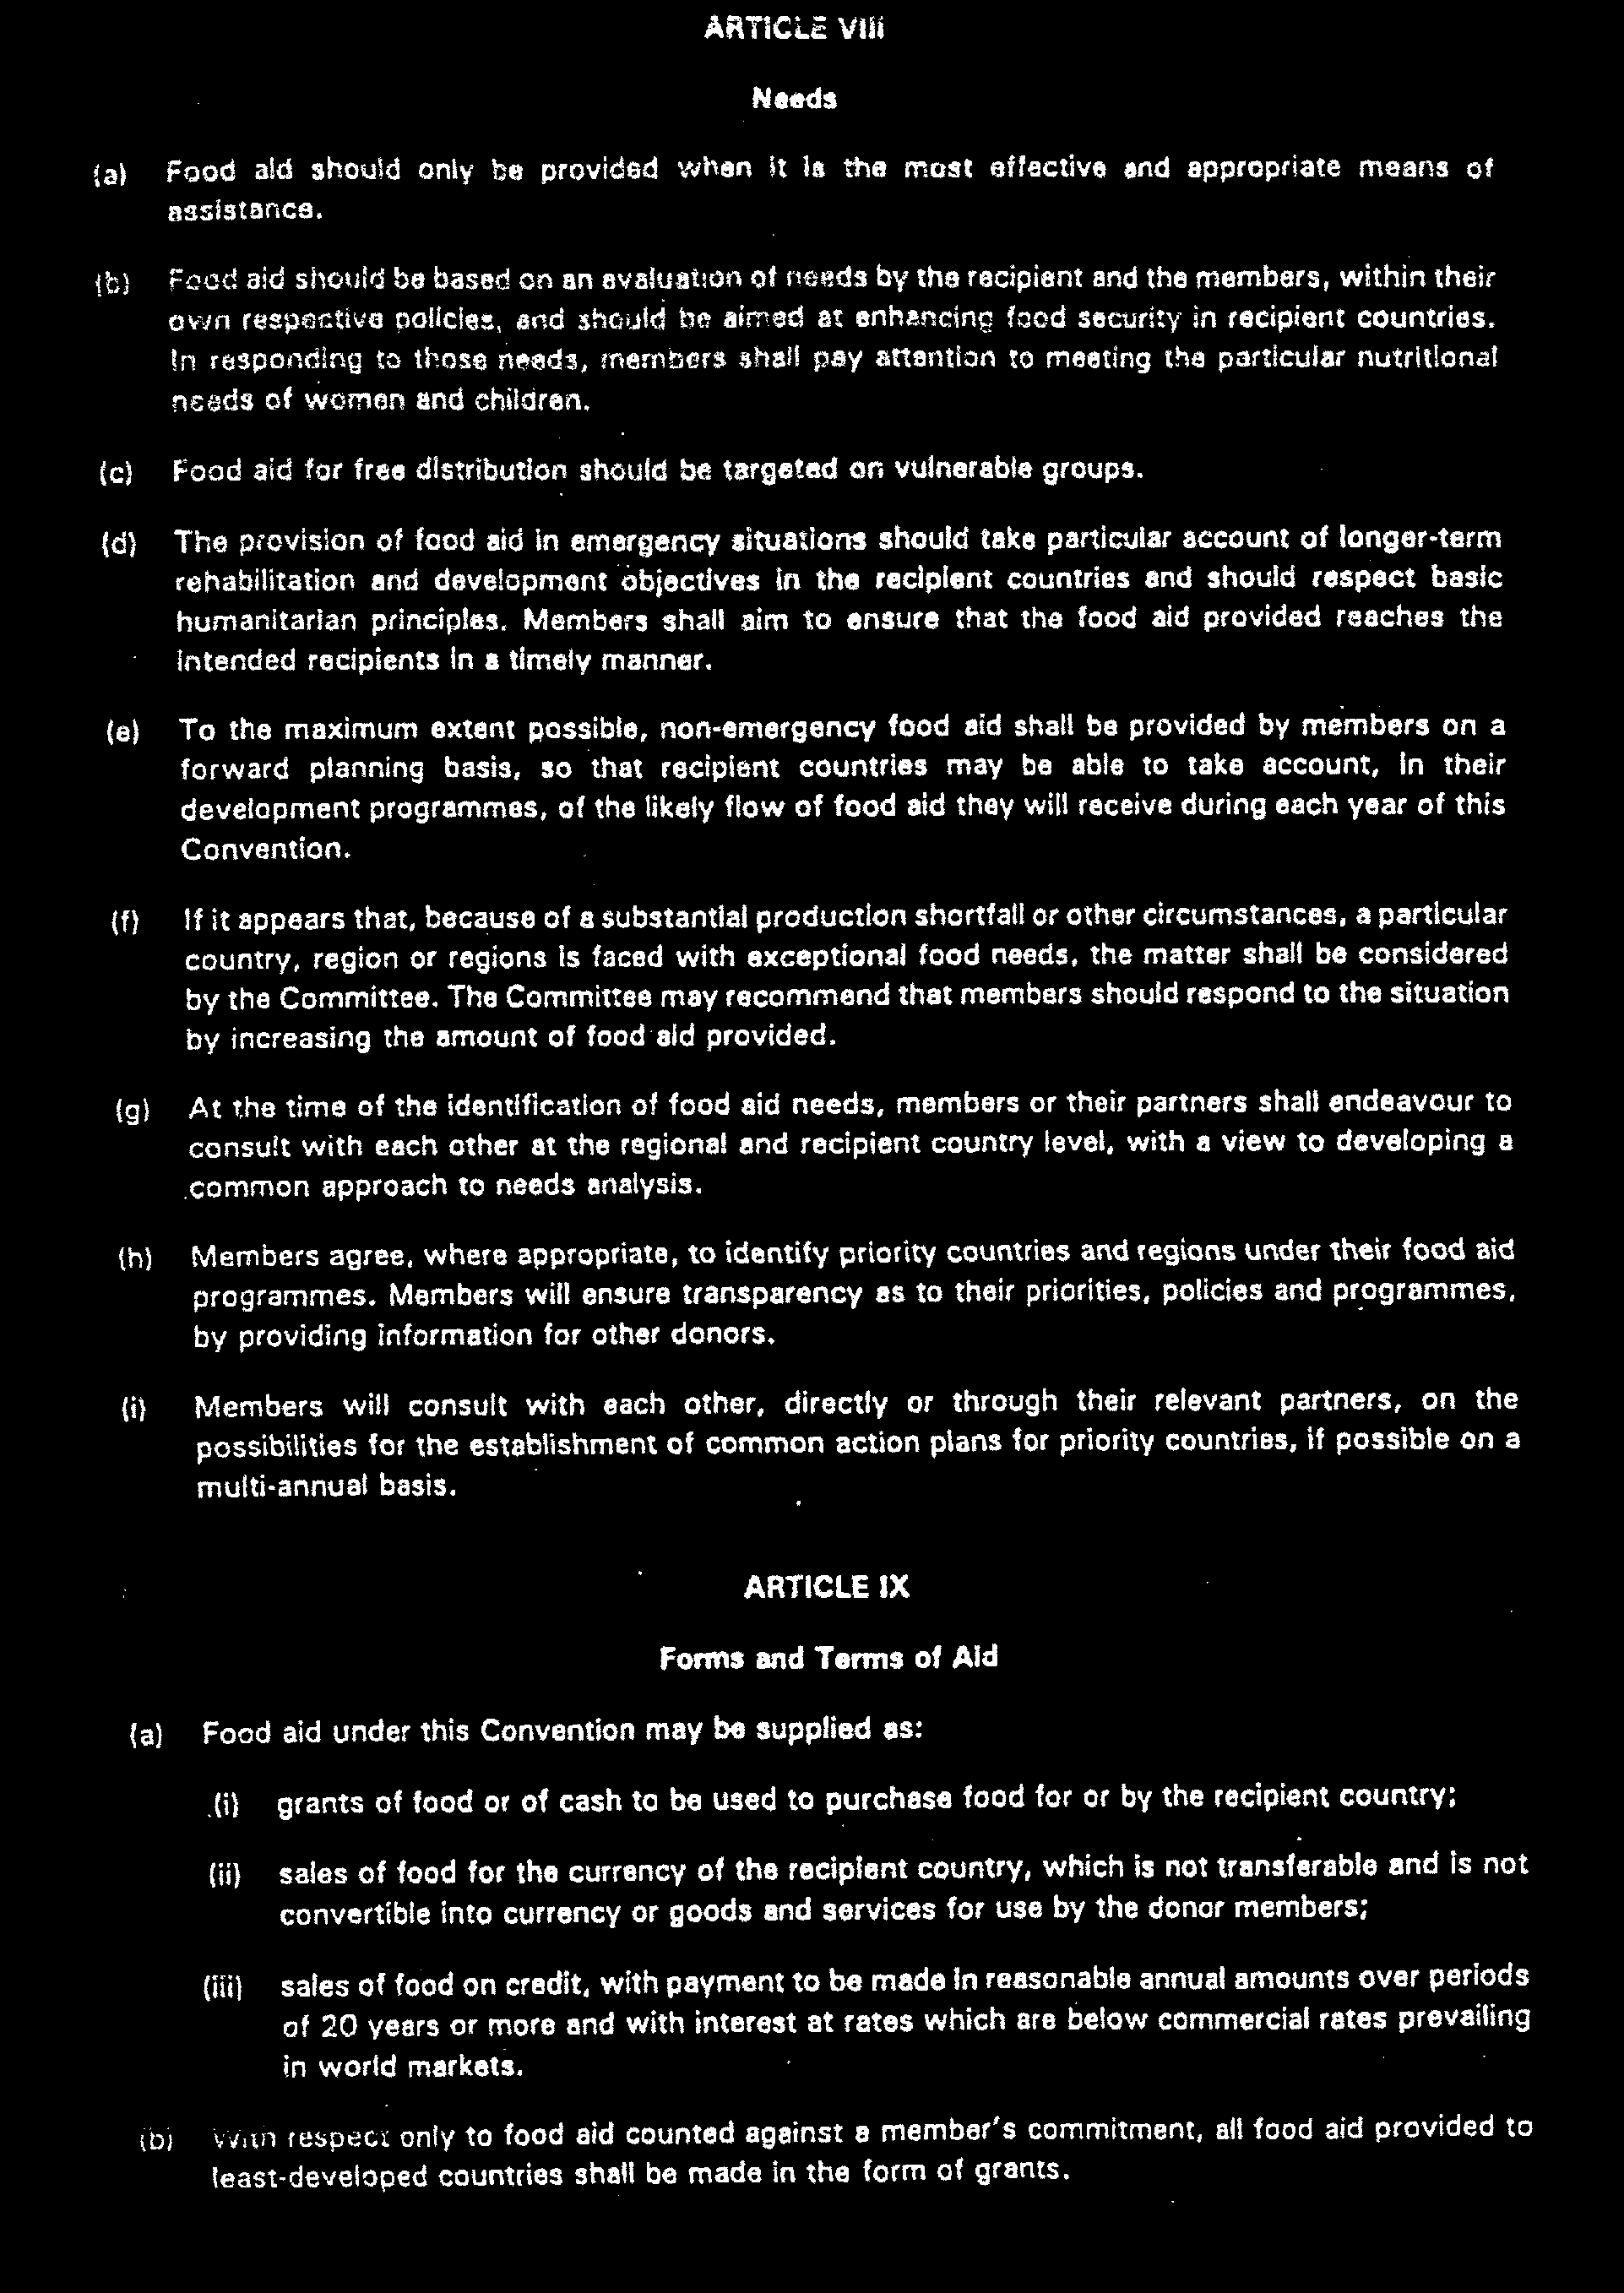 ARTICLE VIII
Needs
(a) Food aid should only be provided when it is the most effective and appropriate means of
assistance.
(b) Food aid should be based on an evaluation of needs by the recipient and the members, within their
own respective policies, and should be aimed at enhancing food security in recipient countries.
In responding to those needs, members shall pay attention to meeting the particular nutritional
needs of women and children.
(c) Food aid for free distribution should be targeted on vulnerable groups.
(d) The provision of food aid in emergency situations should take particular account of longer-term
rehabilitation and development objectives in the recipient countries and should respect basic
humanitarian principles. Members shall aim to ensure that the food aid provided reaches the
intended recipients in a timely manner.
(e) To the maximum extent possible, non-emergency food aid shall be provided by members on a
forward planning basis, so that recipient countries may be able to take account, in their
development programmes, of the likely flow of food aid they will receive during each year of this
Convention.
(f) If it appears that, because of a substantial production shortfall or other circumstances, a particular
country, region or regions is faced with exceptional food needs, the matter shall be considered
by the Committee. The Committee may recommend that members should respond to the situation
by increasing the amount of food aid provided.
(g) At the time of the identification of food aid needs, members or their partners shall endeavour to
consult with each other at the regional and recipient country level, with a view to developing a
common approach to needs analysis.
(h) Members agree, where appropriate, to identify priority countries and regions under their food aid
programmes. Members will ensure transparency as to their priorities, policies and programmes,
by providing information for other donors.
(i) Members will consult with each other, directly or through their relevant partners, on the
possibilities for the establishment of common action plans for priority countries, if possible on a
multi-annual basis.
ARTICLE IX
Forms and Terms of Aid
(a) Food aid under this Convention may be supplied as:
(i) grants of food or of cash to be used to purchase food for or by the recipient country;
(ii) sales of food for the currency of the recipient country, which is not transferable and is not
convertible into currency or goods and services for use by the donor members;
(iii) sales of food on credit, with payment to be made in reasonable annual amounts over periods
of 20 years or more and with interest at rates which are below commercial rates prevailing
in world markets.
(b) With respect only to food aid counted against a member's commitment, all food aid provided to
least-developed countries shall be made in the form of grants.